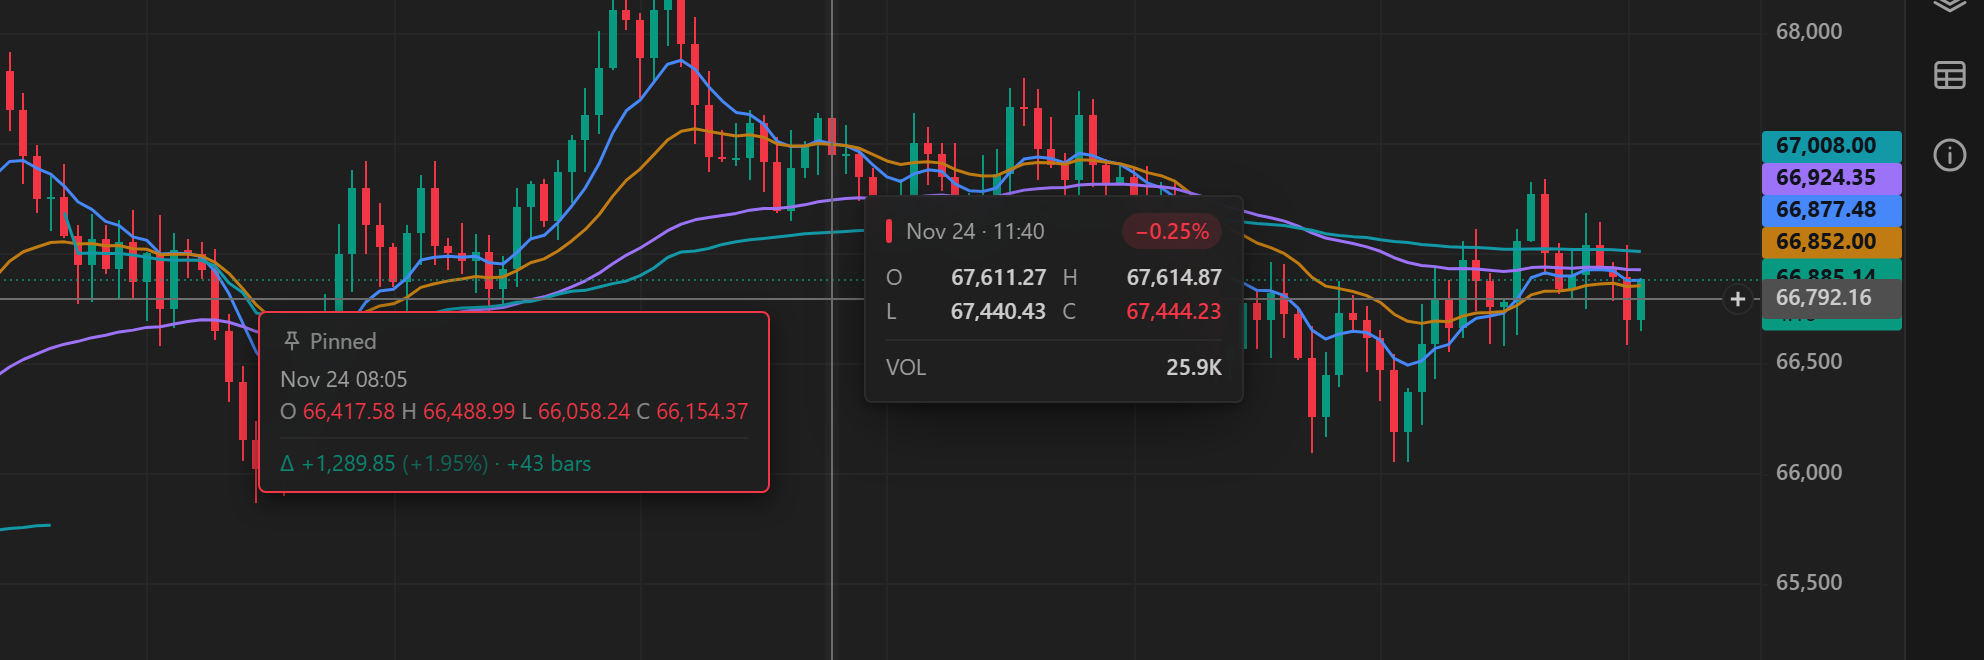 68,000
67,008.00
66,924.35
66,877.48
66,852.00
66,885.14
66,792.16
66,500
66,000
65,500
Nov 24 · 11:40 −0.25%
O 67,611.27 H 67,614.87
L 67,440.43 C 67,444.23
VOL 25.9K
Pinned
Nov 24 08:05
O 66,417.58 H 66,488.99 L 66,058.24 C 66,154.37
Δ +1,289.85 (+1.95%) · +43 bars